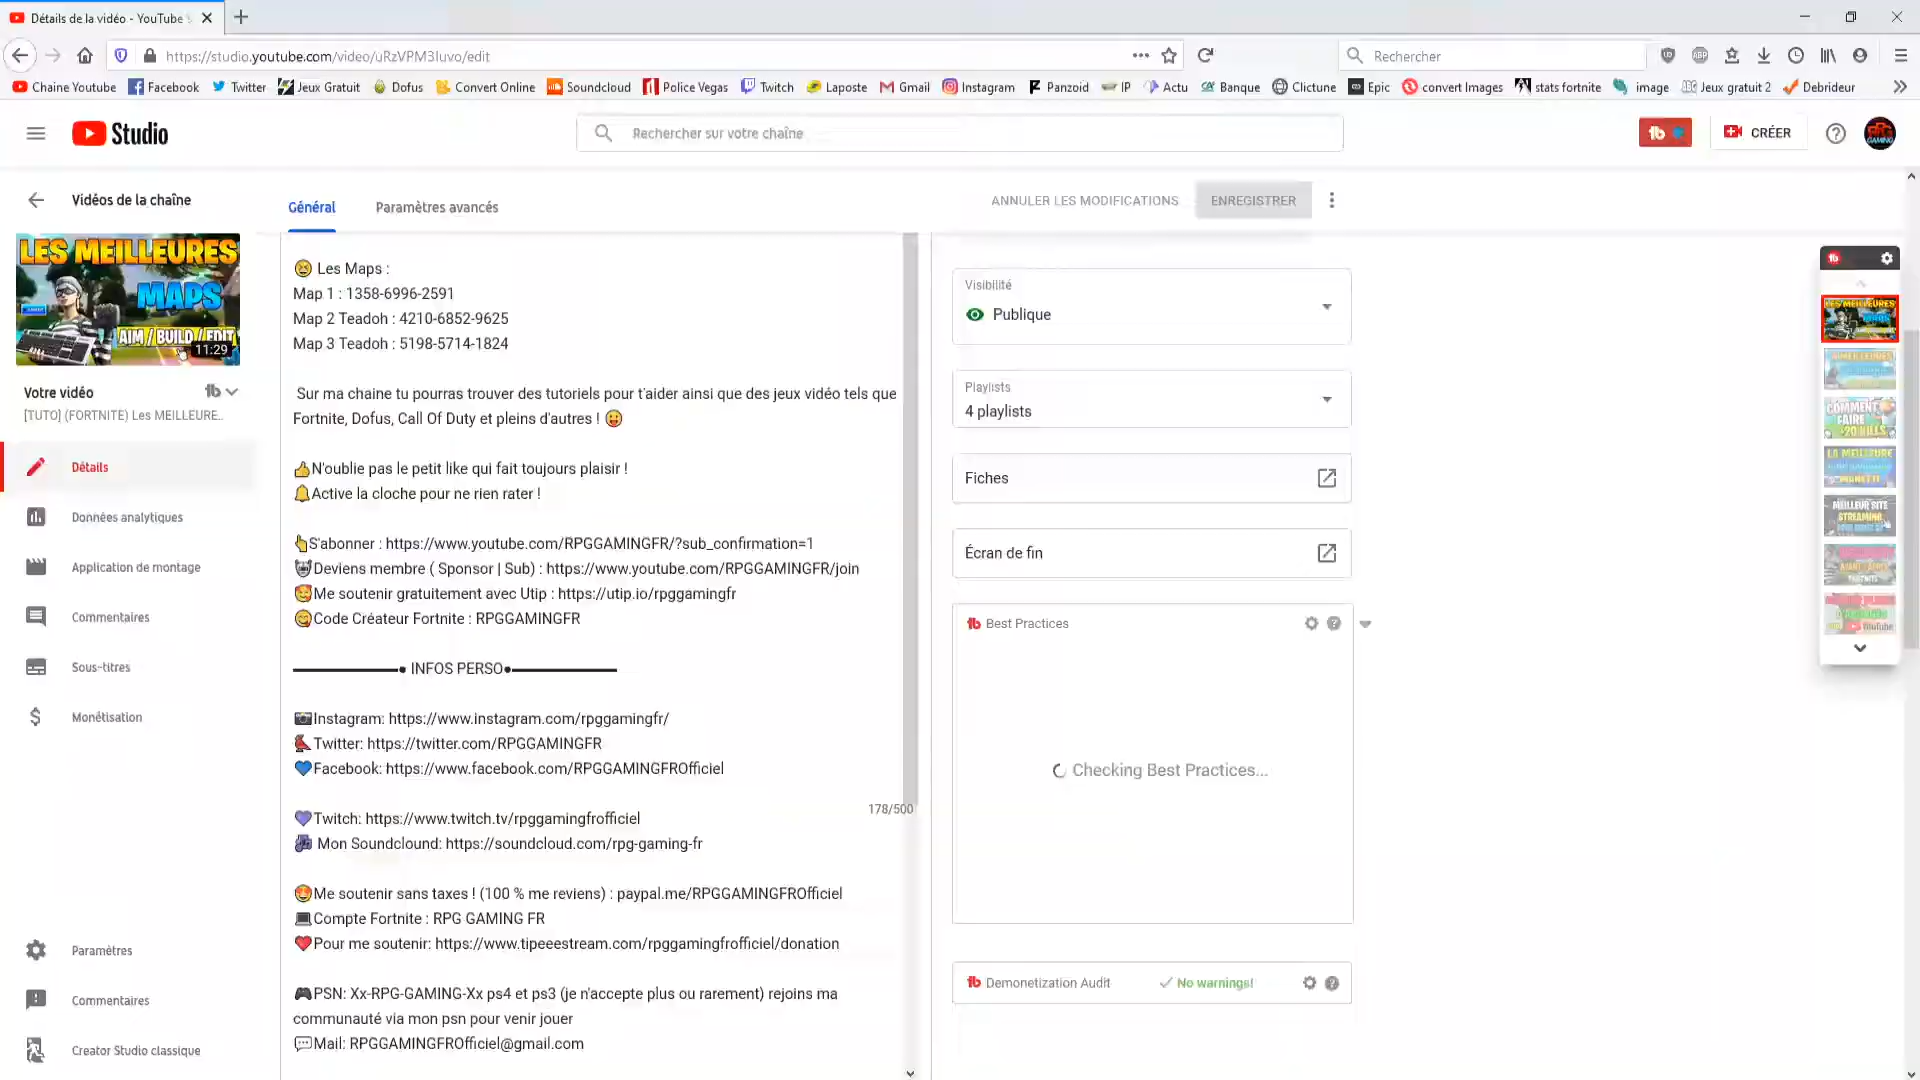 Détails de la vidéo - YouTube
https://studio.youtube.com/video/uRzVPM3Iuvo/edit
Rechercher
Chaine Youtube
Facebook
Twitter
Jeux Gratuit
Dofus
Convert Online
Soundcloud
Police Vegas
Twitch
Laposte
Gmail
Instagram
Panzoid
IP
Actu
Banque
Clictune
Epic
convert Images
stats fortnite
image
Jeux gratuit 2
Debrideur
Studio
Rechercher sur votre chaîne
CRÉER
Vidéos de la chaîne
Général
Paramètres avancés
ANNULER LES MODIFICATIONS
ENREGISTRER
LES MEILLEURES
MAPS
AIM / BUILD / EDIT
11:29
Votre vidéo
[TUTO] (FORTNITE) Les MEILLEURE...
Détails
Données analytiques
Application de montage
Commentaires
Sous-titres
Monétisation
Paramètres
Commentaires
Creator Studio classique
😆 Les Maps :
Map 1 : 1358-6996-2591
Map 2 Teadoh : 4210-6852-9625
Map 3 Teadoh : 5198-5714-1824
Sur ma chaine tu pourras trouver des tutoriels pour t'aider ainsi que des jeux vidéo tels que
Fortnite, Dofus, Call Of Duty et pleins d'autres ! 😛
👍N'oublie pas le petit like qui fait toujours plaisir !
🔔Active la cloche pour ne rien rater !
👆S'abonner : https://www.youtube.com/RPGGAMINGFR/?sub_confirmation=1
Deviens membre ( Sponsor | Sub) : https://www.youtube.com/RPGGAMINGFR/join
🥰Me soutenir gratuitement avec Utip : https://utip.io/rpggamingfr
😋Code Créateur Fortnite : RPGGAMINGFR
▬▬▬▬▬▬▬● INFOS PERSO●▬▬▬▬▬▬▬
📷Instagram: https://www.instagram.com/rpggamingfr/
🐦Twitter: https://twitter.com/RPGGAMINGFR
💙Facebook: https://www.facebook.com/RPGGAMINGFROfficiel
💜Twitch: https://www.twitch.tv/rpggamingfrofficiel
🎶 Mon Soundclound: https://soundcloud.com/rpg-gaming-fr
🤩Me soutenir sans taxes ! (100 % me reviens) : paypal.me/RPGGAMINGFROfficiel
💻Compte Fortnite : RPG GAMING FR
❤️Pour me soutenir: https://www.tipeeestream.com/rpggamingfrofficiel/donation
🎮PSN: Xx-RPG-GAMING-Xx ps4 et ps3 (je n'accepte plus ou rarement) rejoins ma
communauté via mon psn pour venir jouer
💬Mail: RPGGAMINGFROfficiel@gmail.com
178/500
Visibilité
Publique
Playlists
4 playlists
Fiches
Écran de fin
Best Practices
Checking Best Practices...
Demonetization Audit
No warnings!
LES MEILLEURES
COMMENT
FAIRE
+20 KILLS
LA MEILLEURE
MEILLEUR SITE
STREAMING
YouTube